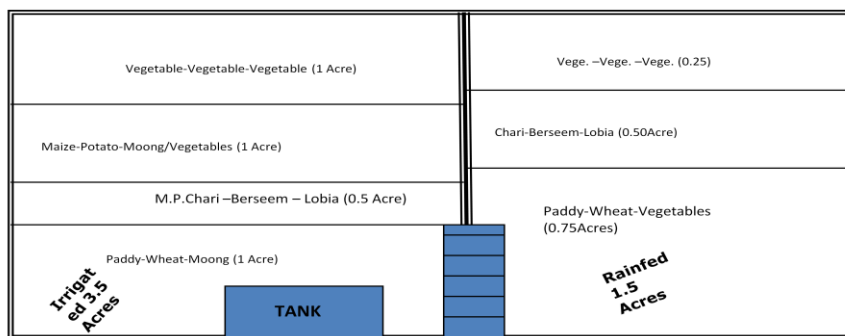 Vegetable-Vegetable-Vegetable (1 Acre)
Maize-Potato-Moong/Vegetables (1 Acre)
M.P.Chari –Berseem – Lobia (0.5 Acre)
Paddy-Wheat-Moong (1 Acre)
Irrigat
ed 3.5
Acres
TANK
Vege. –Vege. –Vege. (0.25)
Chari-Berseem-Lobia (0.50Acre)
Paddy-Wheat-Vegetables
(0.75Acres)
Rainfed
1.5
Acres